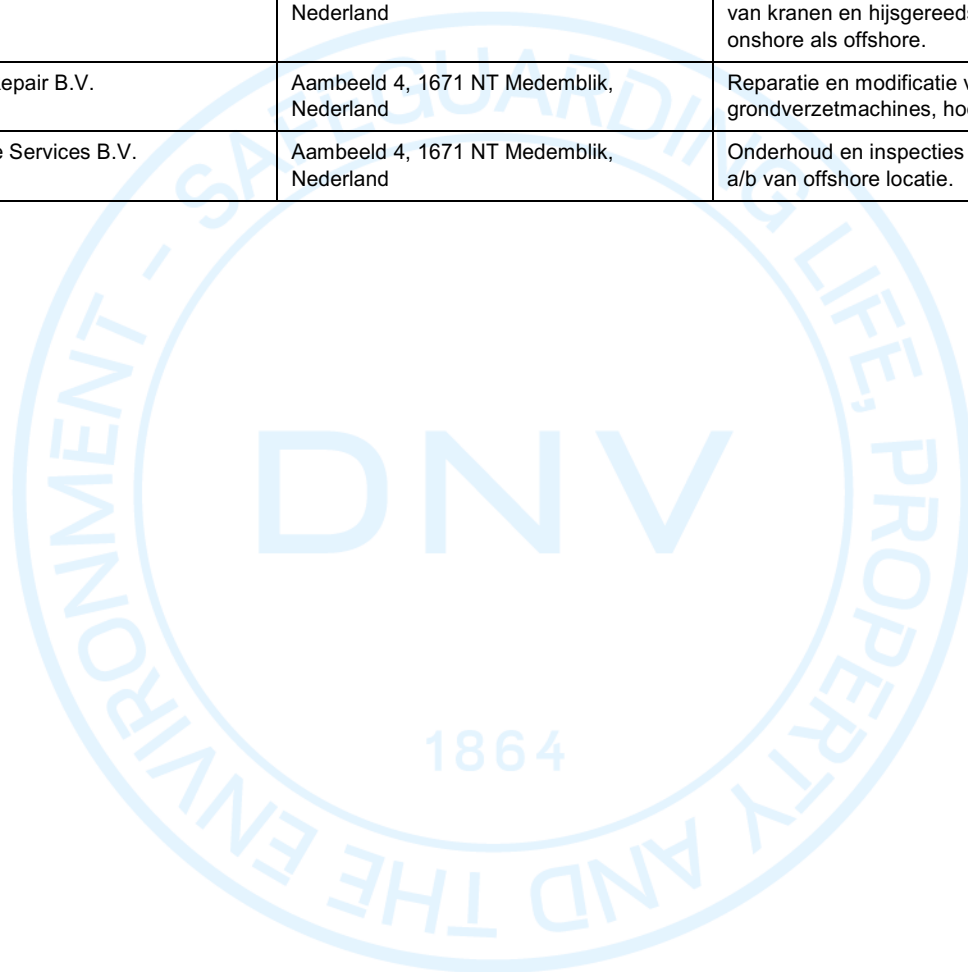 Nederland
van kranen en hijsgereeds
onshore als offshore.
epair B.V.
Aambeeld 4, 1671 NT Medemblik,
Nederland
Reparatie en modificatie v
grondverzetmachines, ho
e Services B.V.
Aambeeld 4, 1671 NT Medemblik,
Nederland
Onderhoud en inspecties
a/b van offshore locatie.
SAFEGUARDING LIFE, PROPERTY AND THE ENVIRONMENT -
DNV
1864